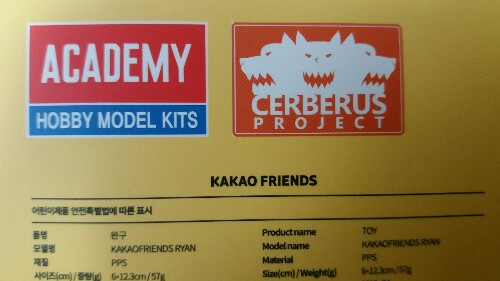 ACADEMY
HOBBY MODEL KITS
CERBERUS
PROJECT
KAKAO FRIENDS
어린이제품 안전특별법에 따른 표시
품명 완구 Product name TOY
모델명 KAKAOFRIENDS RYAN Model name KAKAOFRIENDS RYAN
재질 PPS Material PPS
사이즈(cm) / 중량(g) 6×12.3cm / 57g Size(cm) / Weight(g) 6×12.3cm / 57g